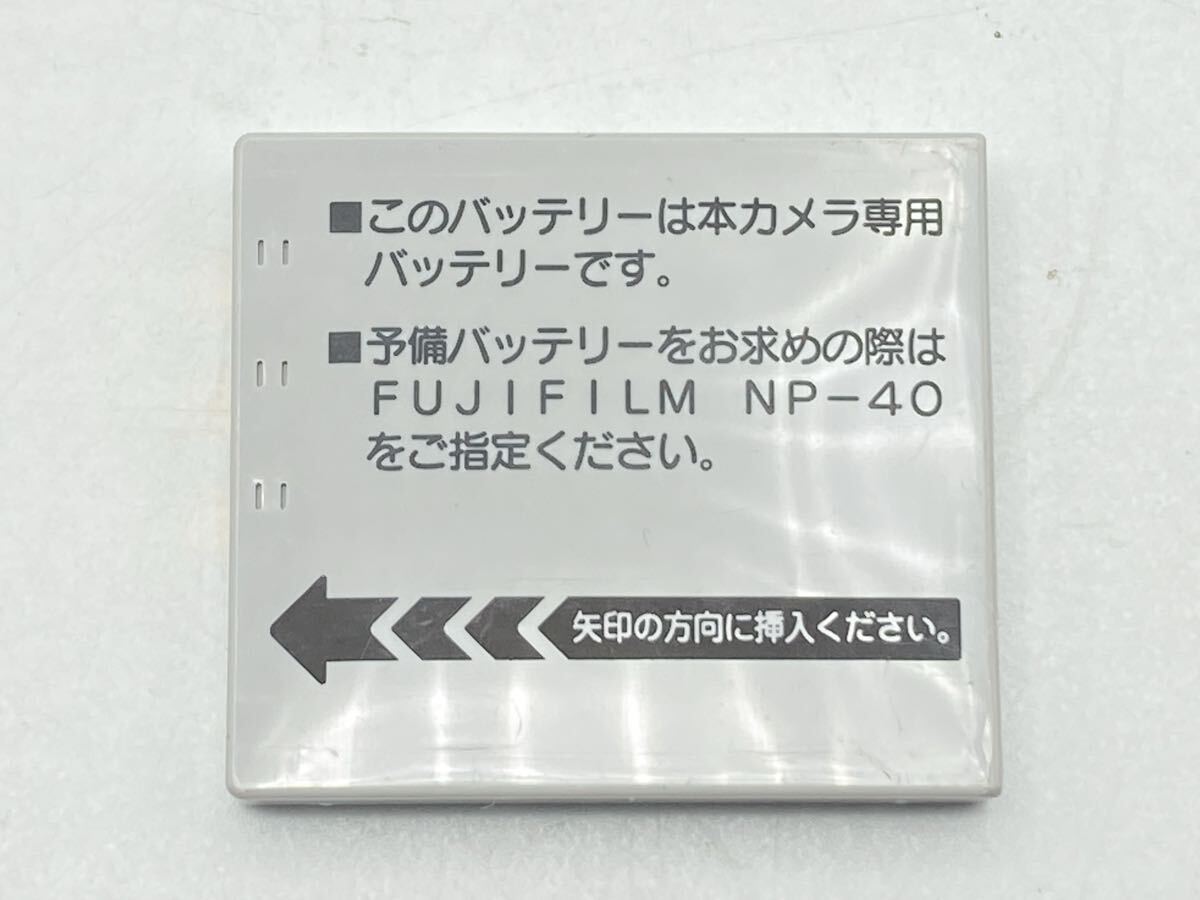 ■このバッテリーは本カメラ専用
バッテリーです。
■予備バッテリーをお求めの際は
FUJIFILM NP-40
をご指定ください。
矢印の方向に挿入ください。